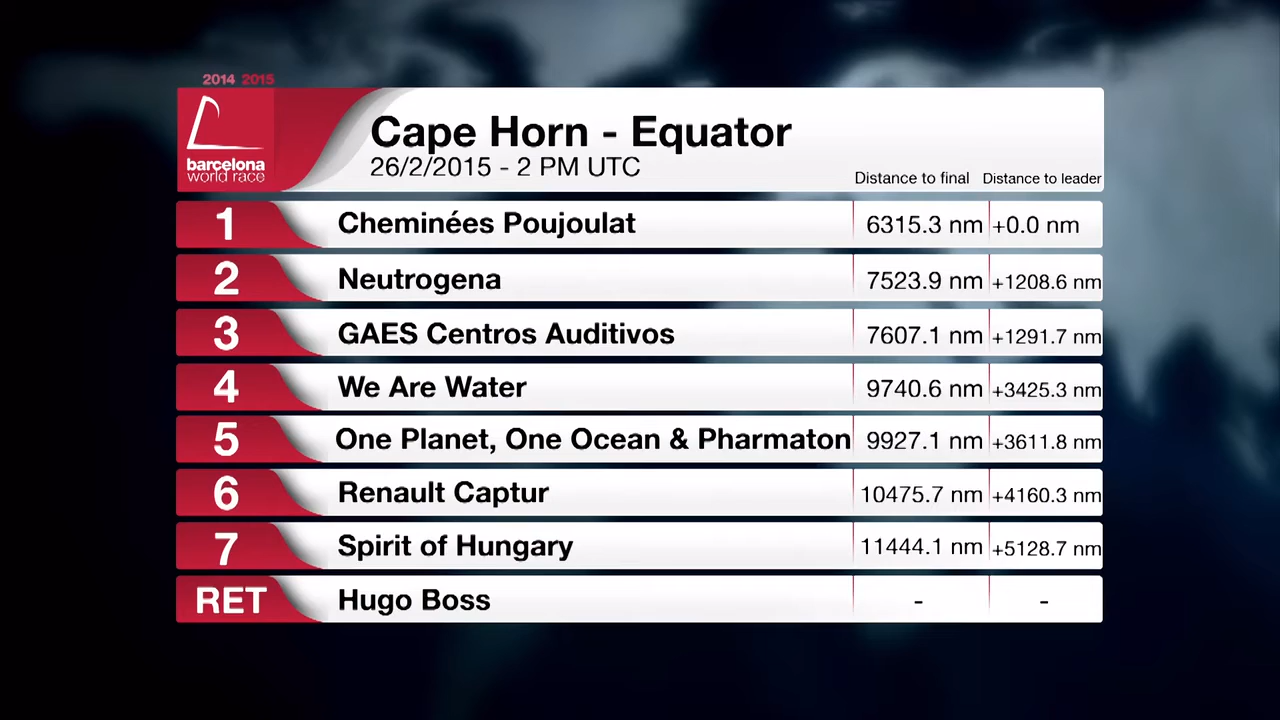 2014 2015
barcelona
world race
Cape Horn - Equator
26/2/2015 - 2 PM UTC
Distance to final Distance to leader
1 Cheminées Poujoulat 6315.3 nm +0.0 nm
2 Neutrogena 7523.9 nm +1208.6 nm
3 GAES Centros Auditivos 7607.1 nm +1291.7 nm
4 We Are Water 9740.6 nm +3425.3 nm
5 One Planet, One Ocean & Pharmaton 9927.1 nm +3611.8 nm
6 Renault Captur 10475.7 nm +4160.3 nm
7 Spirit of Hungary 11444.1 nm +5128.7 nm
RET Hugo Boss - -